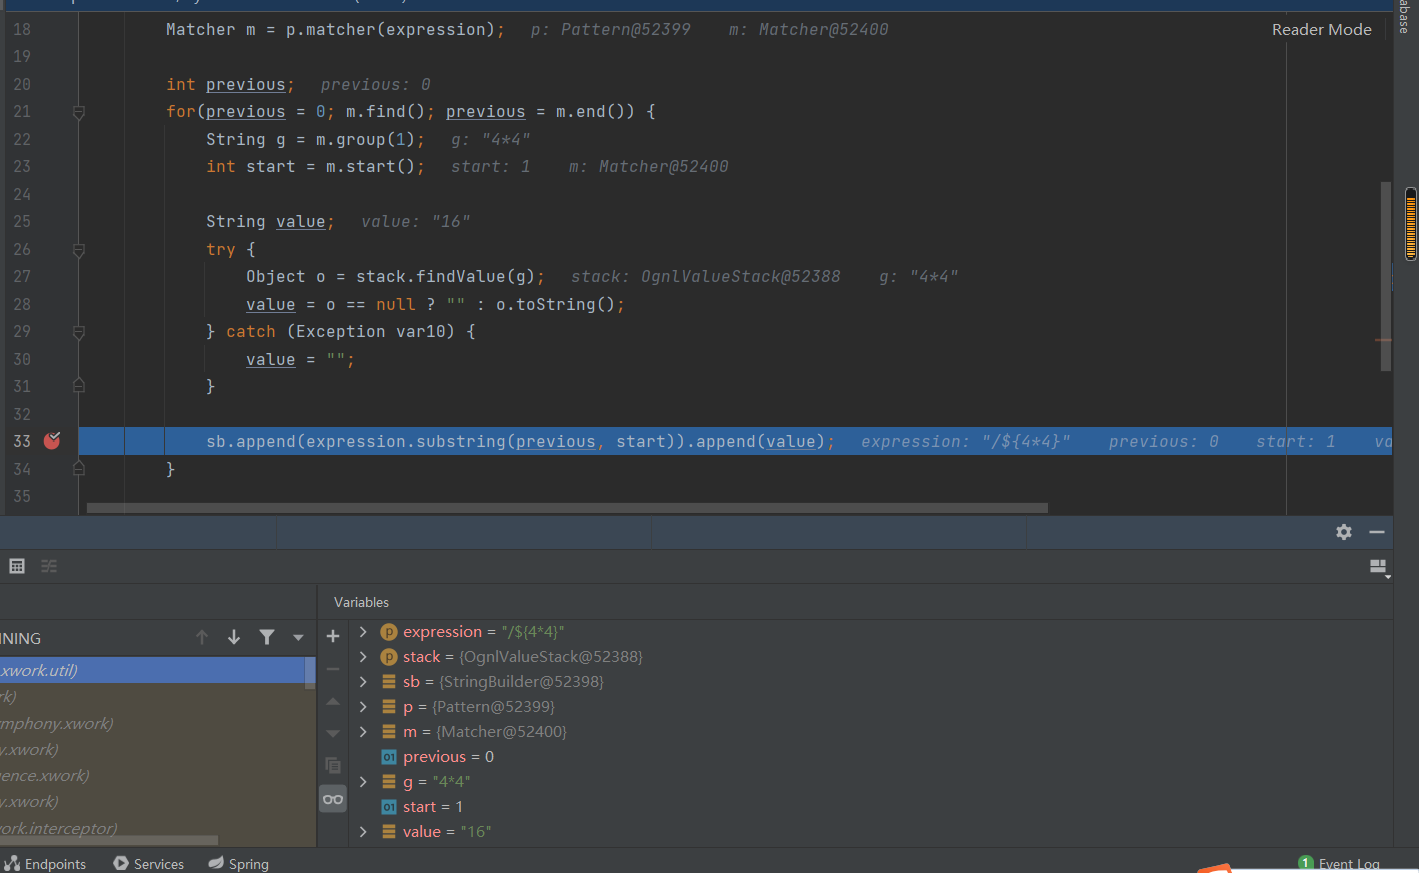 18 Matcher m = p.matcher(expression); p: Pattern@52399 m: Matcher@52400
Reader Mode
19
20 int previous; previous: 0
21 for(previous = 0; m.find(); previous = m.end()) {
22 String g = m.group(1); g: "4*4"
23 int start = m.start(); start: 1 m: Matcher@52400
24
25 String value; value: "16"
26 try {
27 Object o = stack.findValue(g); stack: OgnlValueStack@52388 g: "4*4"
28 value = o == null ? "" : o.toString();
29 } catch (Exception var10) {
30 value = "";
31 }
32
33 sb.append(expression.substring(previous, start)).append(value); expression: "/${4*4}" previous: 0 start: 1 va
34 }
35
abase
Variables
INING
xwork.util)
rk)
mphony.xwork)
y.xwork)
gence.xwork)
y.xwork)
vork.interceptor)
expression = "/${4*4}"
stack = {OgnlValueStack@52388}
sb = {StringBuilder@52398}
p = {Pattern@52399}
m = {Matcher@52400}
previous = 0
g = "4*4"
start = 1
value = "16"
Endpoints Services Spring
1 Event Log